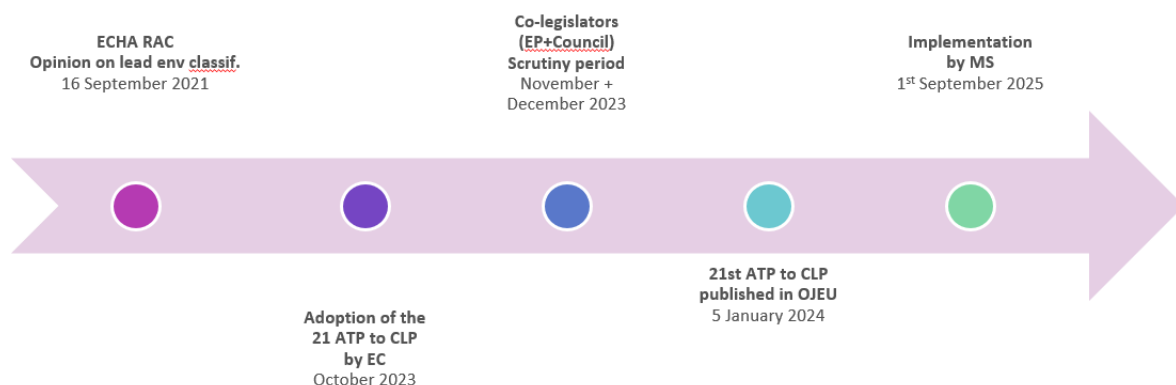 ECHA RAC
Opinion on lead env classif.
16 September 2021
Adoption of the
21 ATP to CLP
by EC
October 2023
Co-legislators
(EP+Council)
Scrutiny period
November +
December 2023
21st ATP to CLP
published in OJEU
5 January 2024
Implementation
by MS
1st September 2025